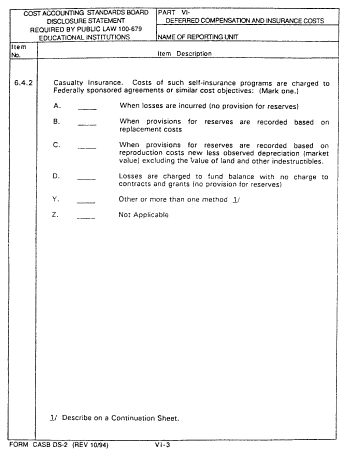 COST ACCOUNTING STANDARDS BOARD
DISCLOSURE STATEMENT
REQUIRED BY PUBLIC LAW 100-679
EDUCATIONAL INSTITUTIONS
PART VI-
DEFERRED COMPENSATION AND INSURANCE COSTS
NAME OF REPORTING UNIT
Item
No.
Item Description
6.4.2 Casualty Insurance. Costs of such self-insurance programs are charged to
Federally sponsored agreements or similar cost objectives: (Mark one.)
A. _____ When losses are incurred (no provision for reserves)
B. _____ When provisions for reserves are recorded based on
replacement costs
C. _____ When provisions for reserves are recorded based on
reproduction costs new less observed depreciation (market
value) excluding the value of land and other indestructibles.
D. _____ Losses are charged to fund balance with no charge to
contracts and grants (no provision for reserves)
Y. _____ Other or more than one method 1/
Z. _____ Not Applicable
1/ Describe on a Continuation Sheet.
FORM CASB DS-2 (REV 10/94) VI-3